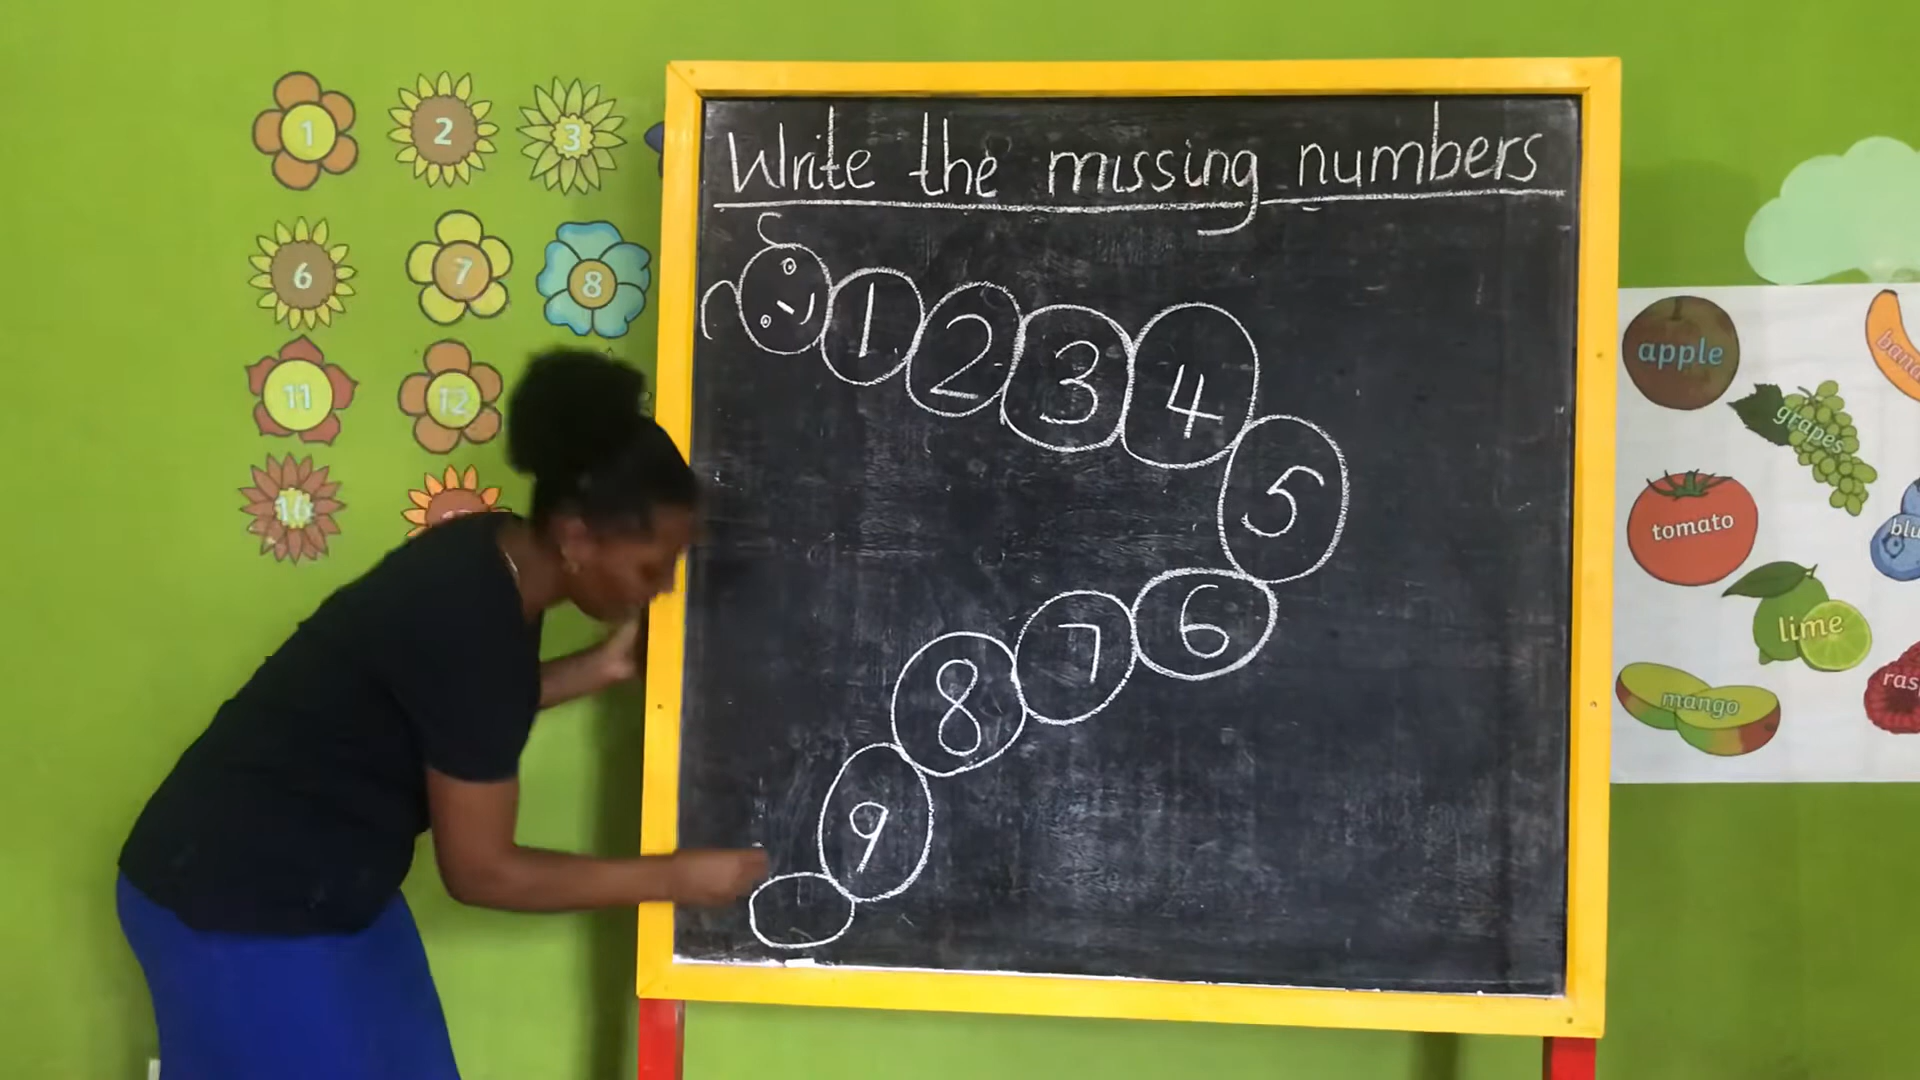 Write the missing numbers
1 2 3 4
5
6
7
8
9
1 2 3
6 7 8
11 12
16
apple
grapes
tomato
lime
mango